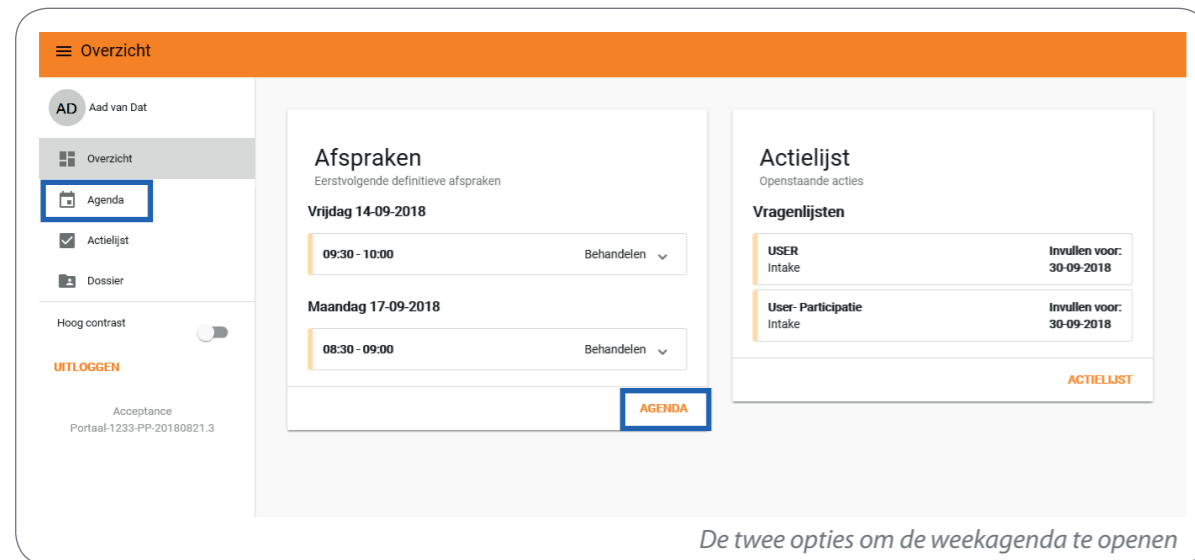 Overzicht
AD Aad van Dat
Overzicht
Agenda
Actielijst
Dossier
Hoog contrast
UITLOGGEN
Acceptance
Portaal-1233-PP-20180821.3
Afspraken
Eerstvolgende definitieve afspraken
Vrijdag 14-09-2018
09:30 - 10:00 Behandelen
Maandag 17-09-2018
08:30 - 09:00 Behandelen
AGENDA
Actielijst
Openstaande acties
Vragenlijsten
USER Invullen voor:
Intake 30-09-2018
User- Participatie Invullen voor:
Intake 30-09-2018
ACTIELIJST
De twee opties om de weekagenda te openen